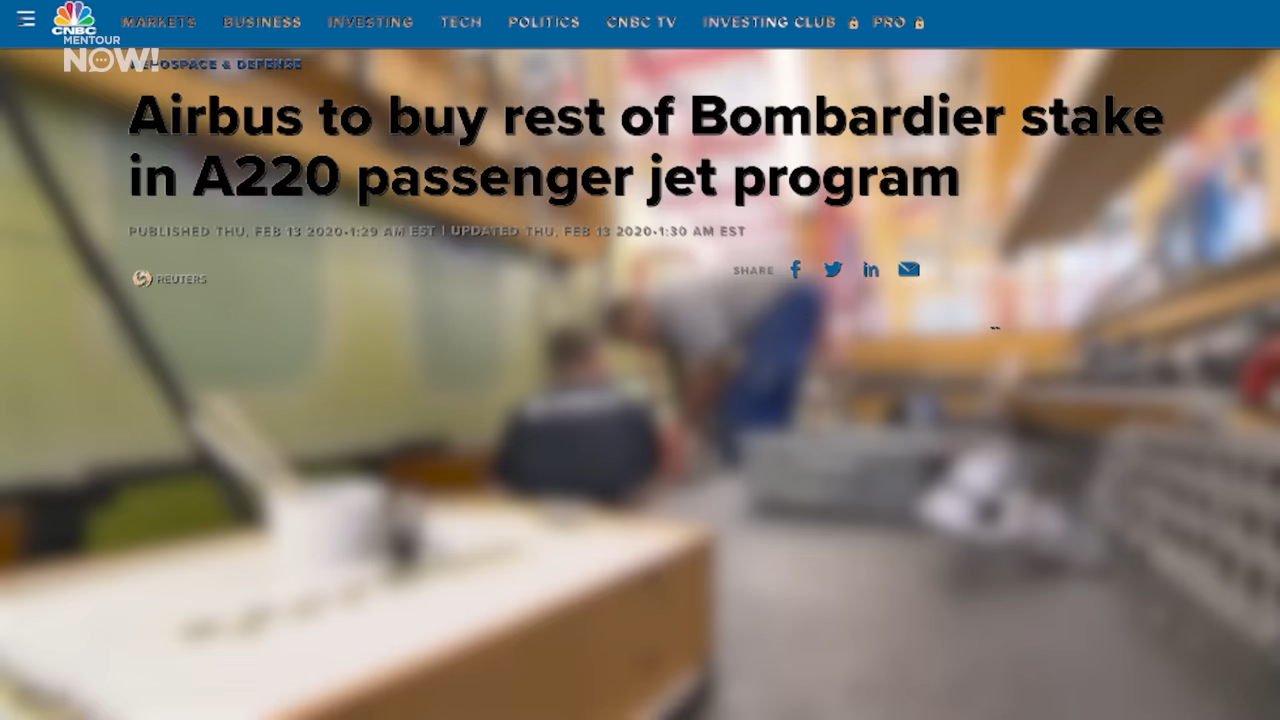 MARKETS BUSINESS INVESTING TECH POLITICS CNBC TV INVESTING CLUB PRO
CNBC
MENTOUR
NOW!
& DEFENSE
Airbus to buy rest of Bombardier stake
in A220 passenger jet program
PUBLISHED THU, FEB 13 2020•1:29 AM EST | UPDATED THU, FEB 13 2020•1:30 AM EST
REUTERS
SHARE